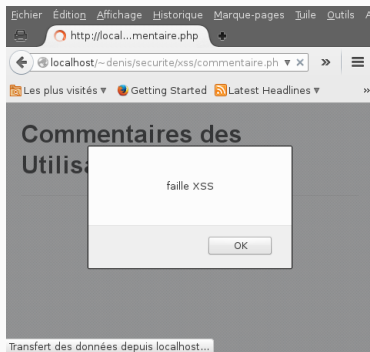 Fichier Édition Affichage Historique Marque-pages Tuile Outils A
http://local...mentaire.php
localhost/~denis/securite/xss/commentaire.ph
Les plus visités Getting Started Latest Headlines »
Commentaires des
Utilisa
faille XSS
OK
Transfert des données depuis localhost...